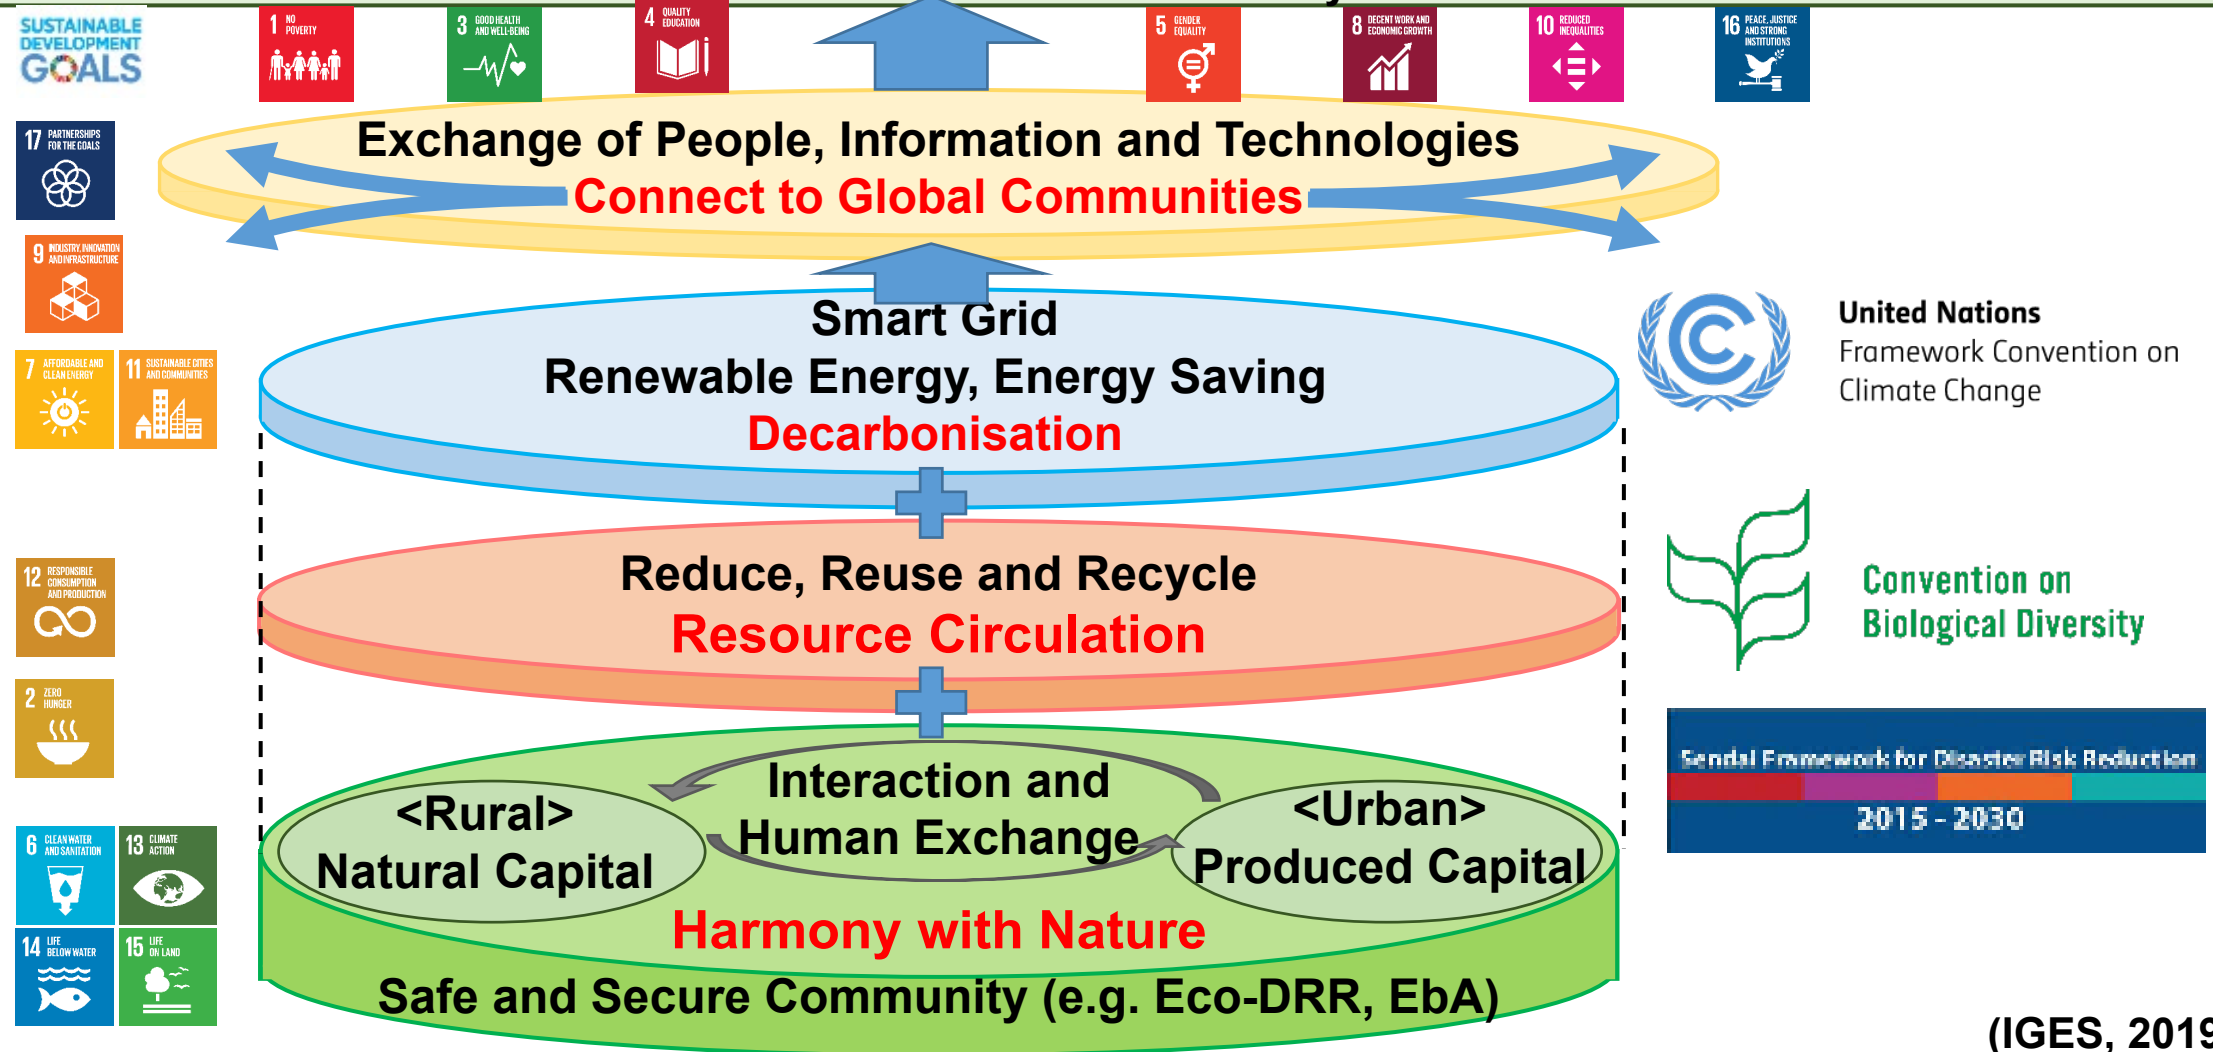 SUSTAINABLE
DEVELOPMENT
GOALS
1 NO
POVERTY
3 GOOD HEALTH
AND WELL-BEING
4 QUALITY
EDUCATION
5 GENDER
EQUALITY
8 DECENT WORK AND
ECONOMIC GROWTH
10 REDUCED
INEQUALITIES
16 PEACE, JUSTICE
AND STRONG
INSTITUTIONS
17 PARTNERSHIPS
FOR THE GOALS
Exchange of People, Information and Technologies
Connect to Global Communities
9 INDUSTRY, INNOVATION
AND INFRASTRUCTURE
Smart Grid
Renewable Energy, Energy Saving
Decarbonisation
7 AFFORDABLE AND
CLEAN ENERGY
11 SUSTAINABLE CITIES
AND COMMUNITIES
United Nations
Framework Convention on
Climate Change
12 RESPONSIBLE
CONSUMPTION
AND PRODUCTION
Reduce, Reuse and Recycle
Resource Circulation
Convention on
Biological Diversity
2 ZERO
HUNGER
Sendai Framework for Disaster Risk Reduction
2015 - 2030
Interaction and
Human Exchange
<Rural>
Natural Capital
<Urban>
Produced Capital
Harmony with Nature
Safe and Secure Community (e.g. Eco-DRR, EbA)
6 CLEAN WATER
AND SANITATION
13 CLIMATE
ACTION
14 LIFE
BELOW WATER
15 LIFE
ON LAND
(IGES, 2019